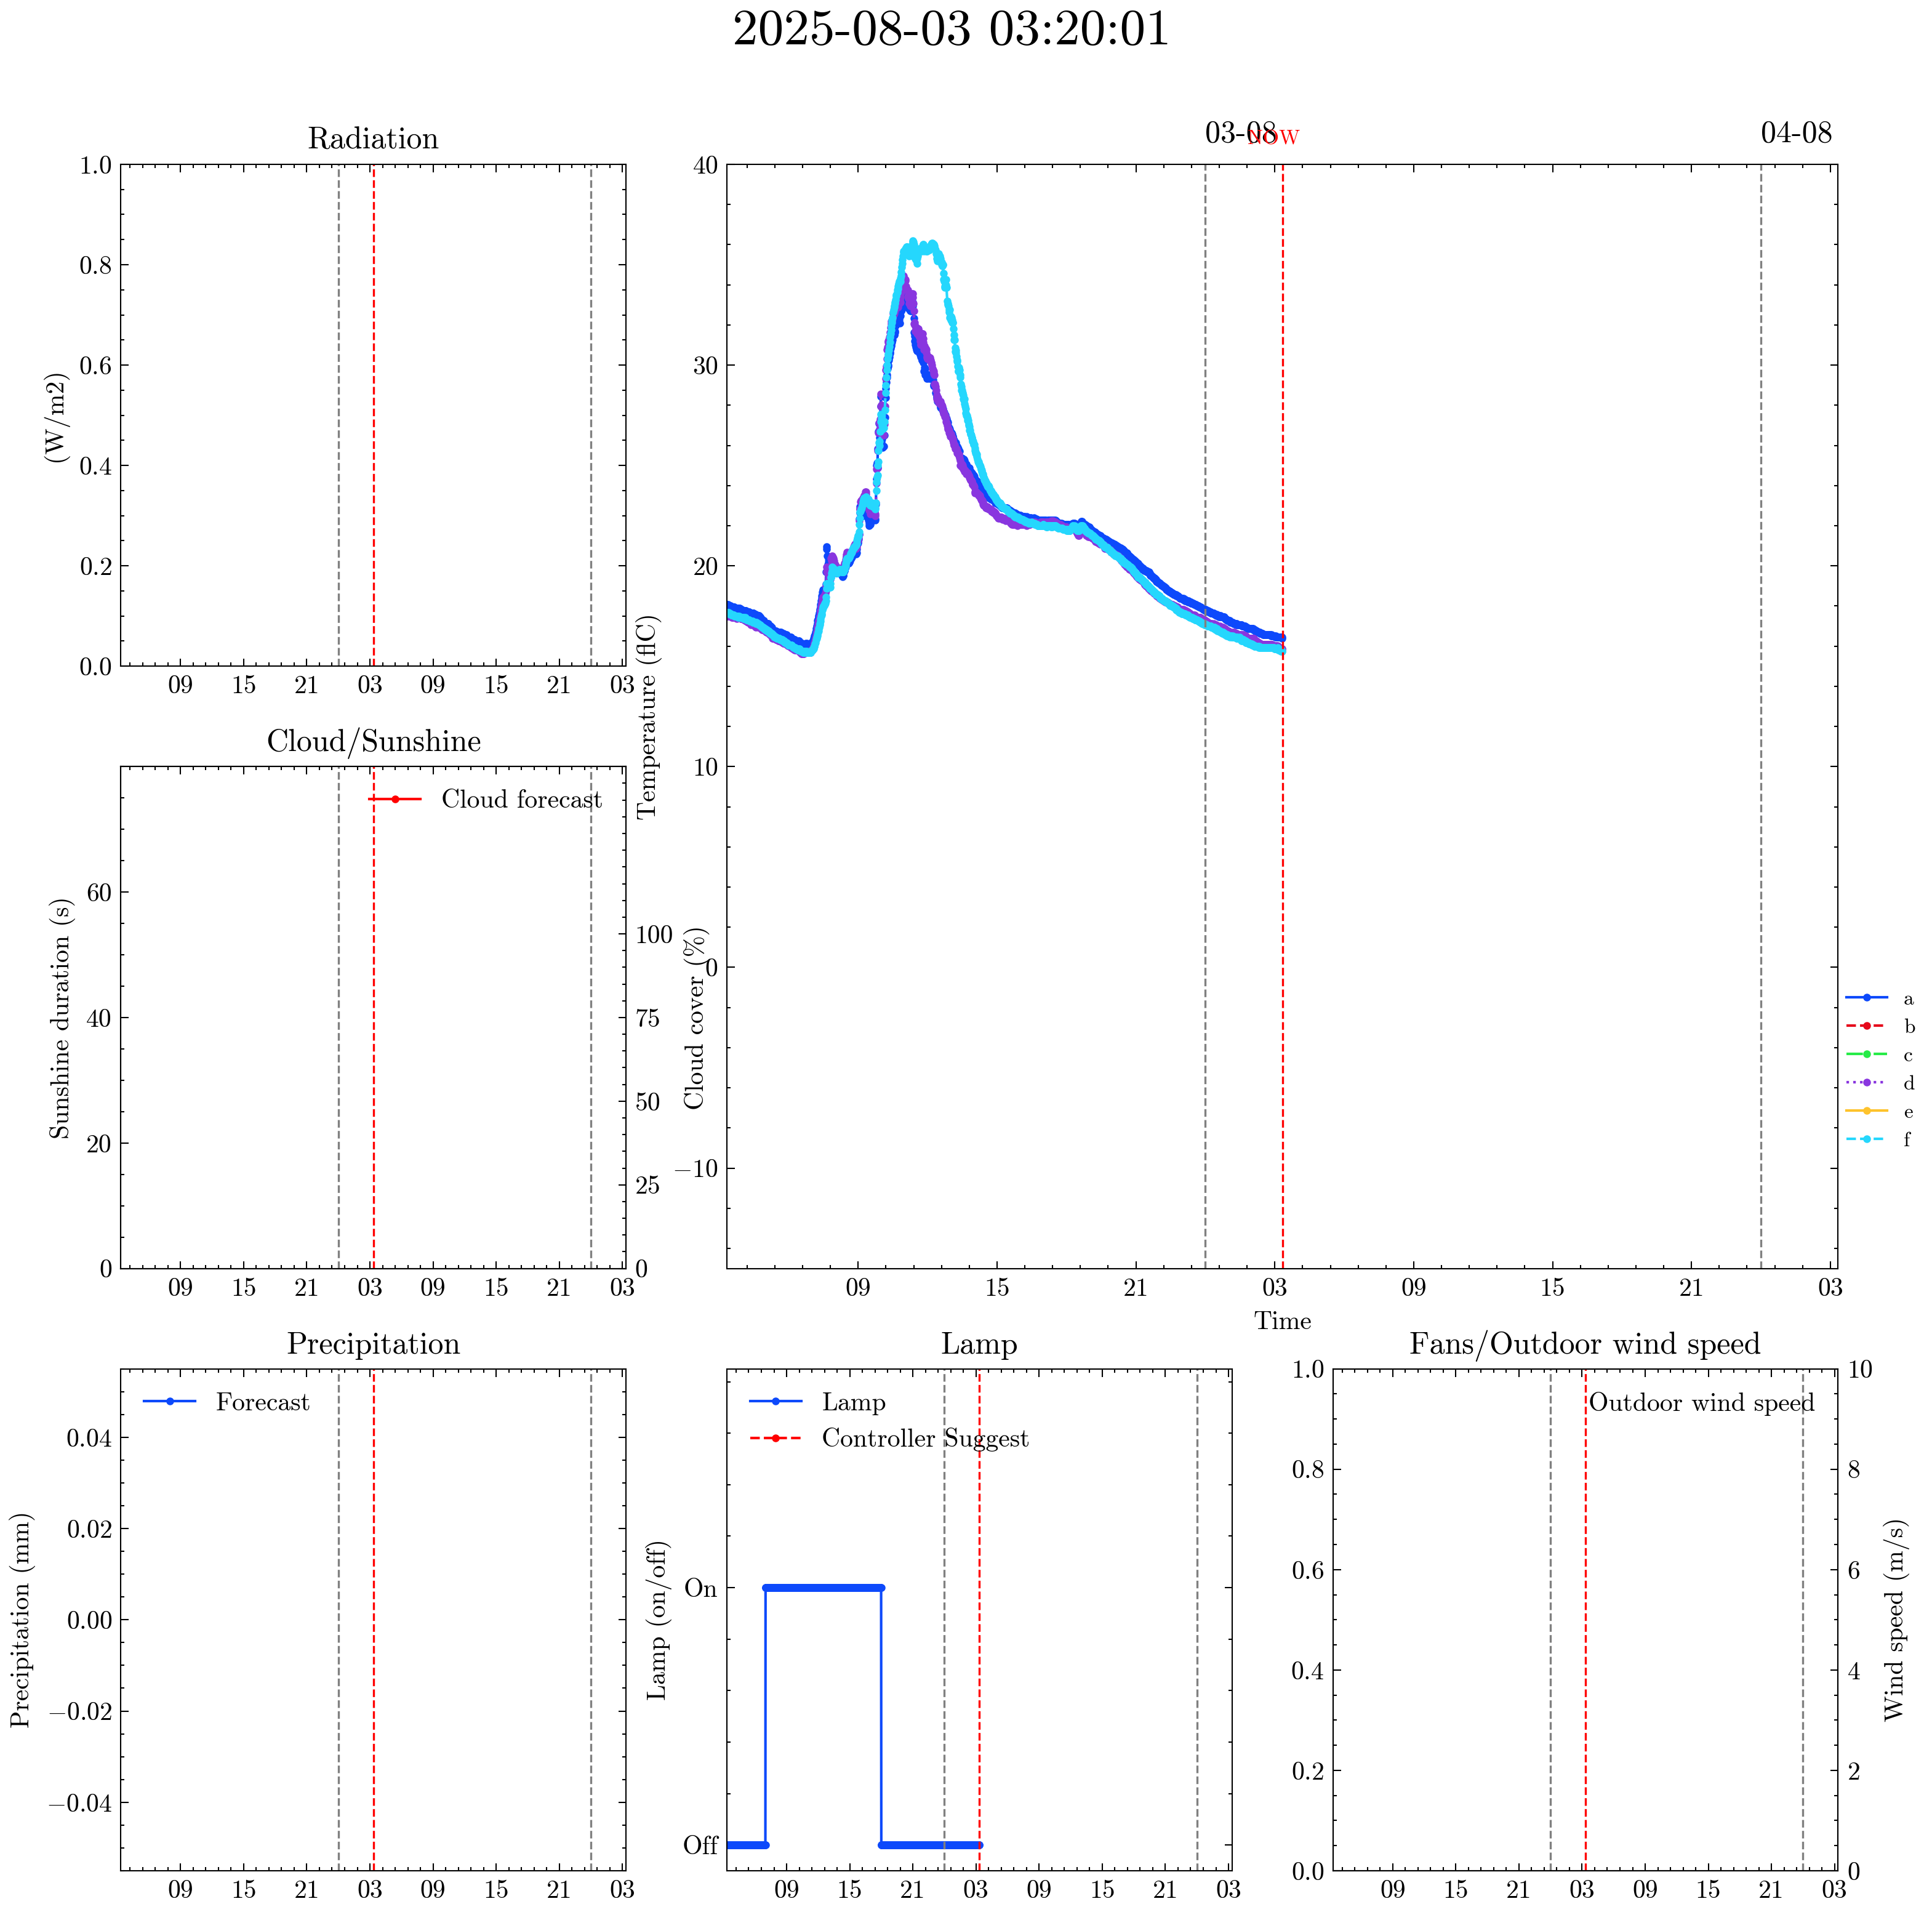 2025-08-03 03:20:01
Radiation
(W/m2)
1.0
0.8
0.6
0.4
0.2
0.0
09 15 21 03 09 15 21 03
03-08
NOW
04-08
Temperature (flC)
40
30
20
10
0
−10
09 15 21 03 09 15 21 03
Time
a
b
c
d
e
f
Cloud/Sunshine
Cloud forecast
Sunshine duration (s)
60
40
20
0
Cloud cover (%)
100
75
50
25
0
09 15 21 03 09 15 21 03
Precipitation
Forecast
Precipitation (mm)
0.04
0.02
0.00
−0.02
−0.04
09 15 21 03 09 15 21 03
Lamp
Lamp
Controller Suggest
Lamp (on/off)
On
Off
09 15 21 03 09 15 21 03
Fans/Outdoor wind speed
Outdoor wind speed
1.0
0.8
0.6
0.4
0.2
0.0
10
8
6
4
2
0
Wind speed (m/s)
09 15 21 03 09 15 21 03